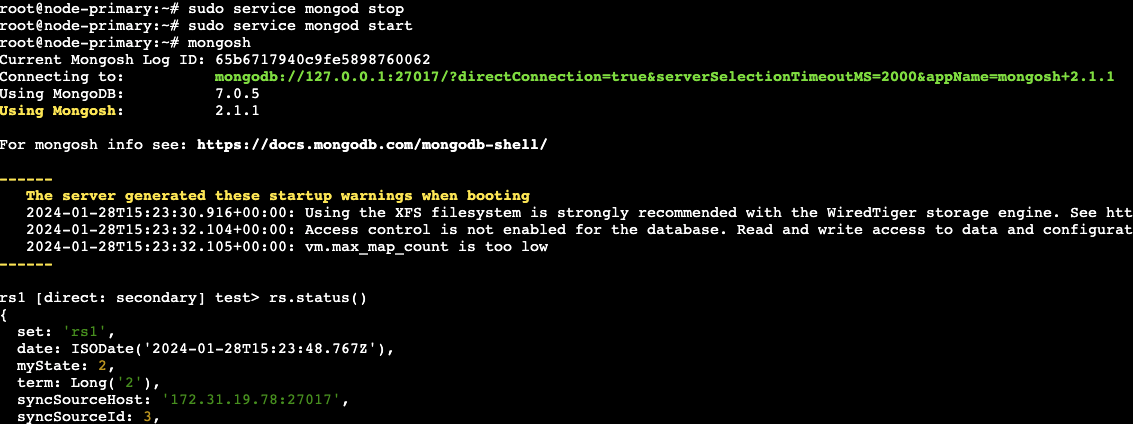 root@node-primary:~# sudo service mongod stop
root@node-primary:~# sudo service mongod start
root@node-primary:~# mongosh
Current Mongosh Log ID: 65b6717940c9fe5898760062
Connecting to: mongodb://127.0.0.1:27017/?directConnection=true&serverSelectionTimeoutMS=2000&appName=mongosh+2.1.1
Using MongoDB: 7.0.5
Using Mongosh: 2.1.1
For mongosh info see: https://docs.mongodb.com/mongodb-shell/
------
The server generated these startup warnings when booting
2024-01-28T15:23:30.916+00:00: Using the XFS filesystem is strongly recommended with the WiredTiger storage engine. See htt
2024-01-28T15:23:32.104+00:00: Access control is not enabled for the database. Read and write access to data and configurat
2024-01-28T15:23:32.105+00:00: vm.max_map_count is too low
------
rs1 [direct: secondary] test> rs.status()
{
set: 'rs1',
date: ISODate('2024-01-28T15:23:48.767Z'),
myState: 2,
term: Long('2'),
syncSourceHost: '172.31.19.78:27017',
syncSourceId: 3,